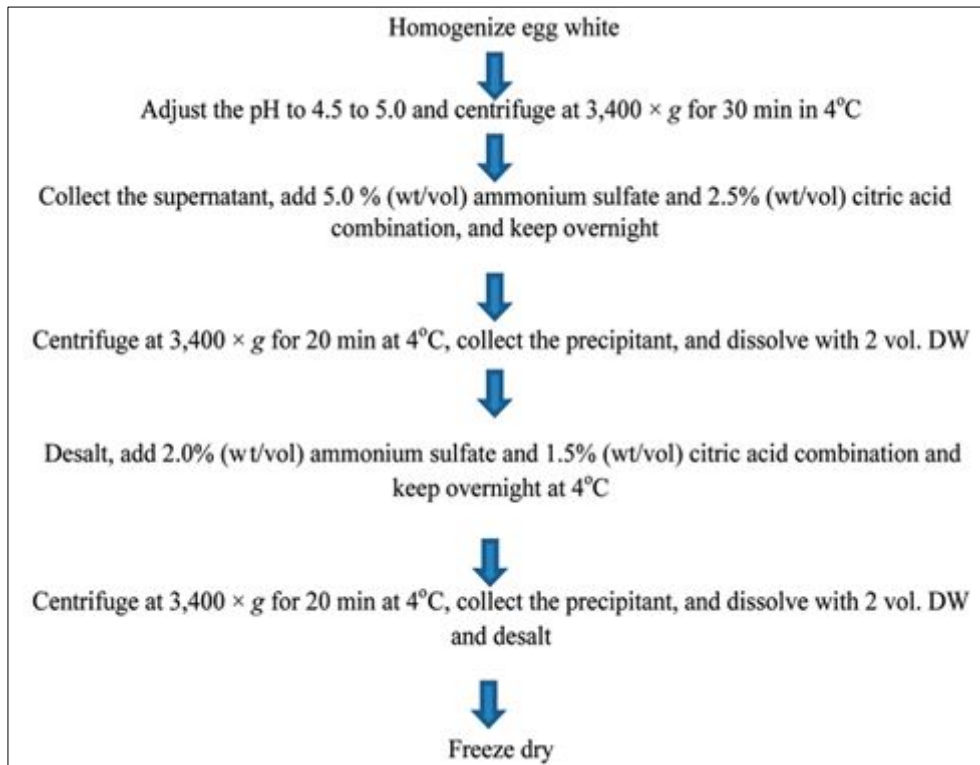 Homogenize egg white
Adjust the pH to 4.5 to 5.0 and centrifuge at 3,400 × g for 30 min in 4°C
Collect the supernatant, add 5.0 % (wt/vol) ammonium sulfate and 2.5% (wt/vol) citric acid
combination, and keep overnight
Centrifuge at 3,400 × g for 20 min at 4°C, collect the precipitant, and dissolve with 2 vol. DW
Desalt, add 2.0% (wt/vol) ammonium sulfate and 1.5% (wt/vol) citric acid combination and
keep overnight at 4°C
Centrifuge at 3,400 × g for 20 min at 4°C, collect the precipitant, and dissolve with 2 vol. DW
and desalt
Freeze dry